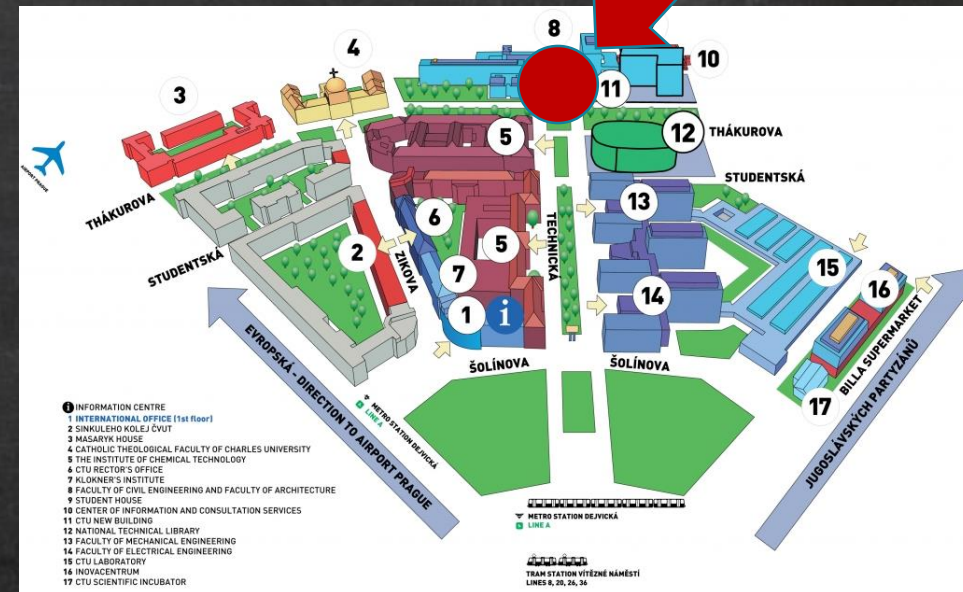 8
4
10
3
11
5
12
THÁKUROVA
AIRPORT PRAGUE
STUDENTSKÁ
THÁKUROVA
13
6
TECHNICKÁ
STUDENTSKÁ
2
ZIKOVA
5
15
7
16
14
1
i
BILLA SUPERMARKET
EVROPSKÁ - DIRECTION TO AIRPORT PRAGUE
ŠOLÍNOVA
ŠOLÍNOVA
17
JUGOSLÁVSKÝCH PARTYZÁNŮ
METRO STATION DEJVICKÁ
LINE A
i INFORMATION CENTRE
1 INTERNATIONAL OFFICE (1st floor)
2 SINKULEHO KOLEJ ČVUT
3 MASARYK HOUSE
4 CATHOLIC THEOLOGICAL FACULTY OF CHARLES UNIVERSITY
5 THE INSTITUTE OF CHEMICAL TECHNOLOGY
6 CTU RECTOR'S OFFICE
7 KLOKNER'S INSTITUTE
8 FACULTY OF CIVIL ENGINEERING AND FACULTY OF ARCHITECTURE
9 STUDENT HOUSE
10 CENTER OF INFORMATION AND CONSULTATION SERVICES
11 CTU NEW BUILDING
12 NATIONAL TECHNICAL LIBRARY
13 FACULTY OF MECHANICAL ENGINEERING
14 FACULTY OF ELECTRICAL ENGINEERING
15 CTU LABORATORY
16 INOVACENTRUM
17 CTU SCIENTIFIC INCUBATOR
METRO STATION DEJVICKÁ
LINE A
TRAM STATION VÍTĚZNÉ NÁMĚSTÍ
LINES 8, 20, 26, 36